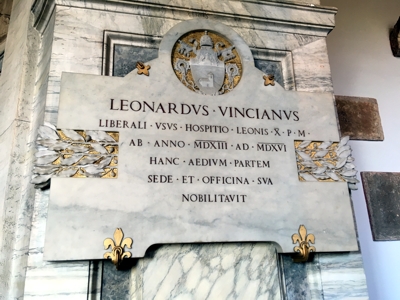 LEONARDVS · VINCIANVS
LIBERALI · VSVS · HOSPITIO · LEONIS · X · P · M ·
AB · ANNO · MDXIII · AD · MDXVI
HANC · AEDIVM · PARTEM
SEDE · ET · OFFICINA · SVA
NOBILITAVIT